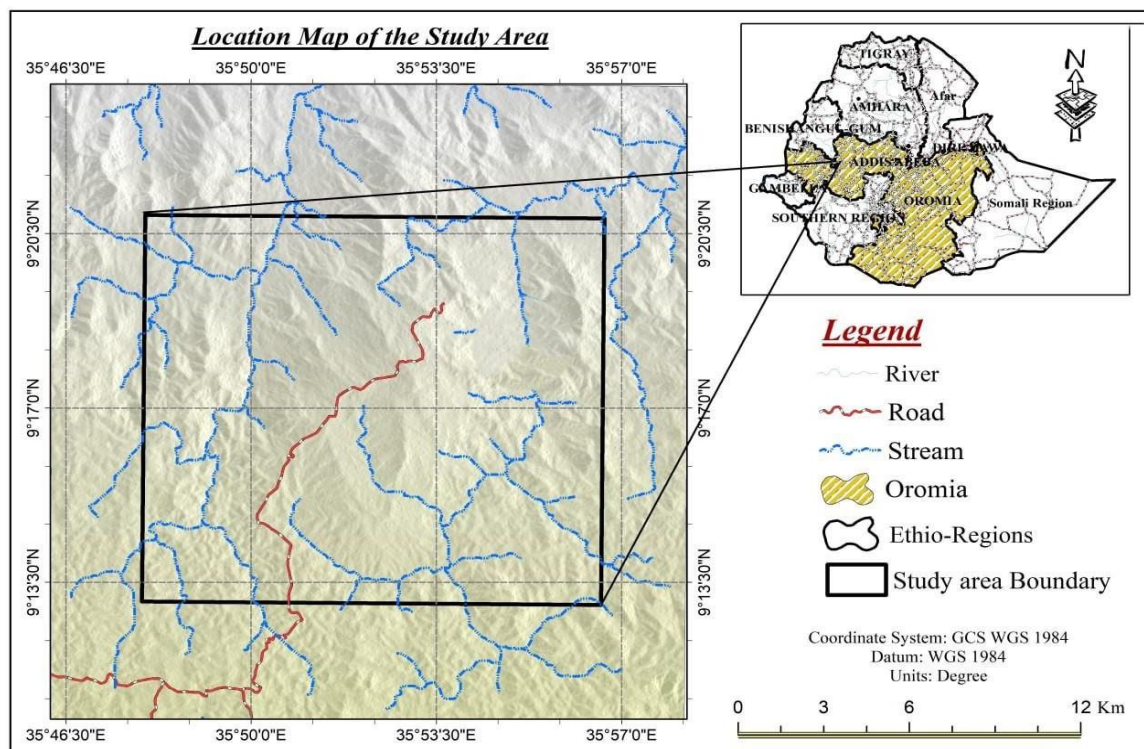 Location Map of the Study Area
35°46'30"E 35°50'0"E 35°53'30"E 35°57'0"E
9°20'30"N 9°20'30"N
9°17'0"N 9°17'0"N
9°13'30"N 9°13'30"N
35°46'30"E 35°50'0"E 35°53'30"E 35°57'0"E
TIGRAY
Afar
AMHARA
BENISHANGUL-GUM
DIRE DAWA
ADDIS ABEBA
OROMIA
Somali Region
SOUTHERN REGION
N
Legend
River
Road
Stream
Oromia
Ethio-Regions
Study area Boundary
Coordinate System: GCS WGS 1984
Datum: WGS 1984
Units: Degree
0 3 6 12 Km